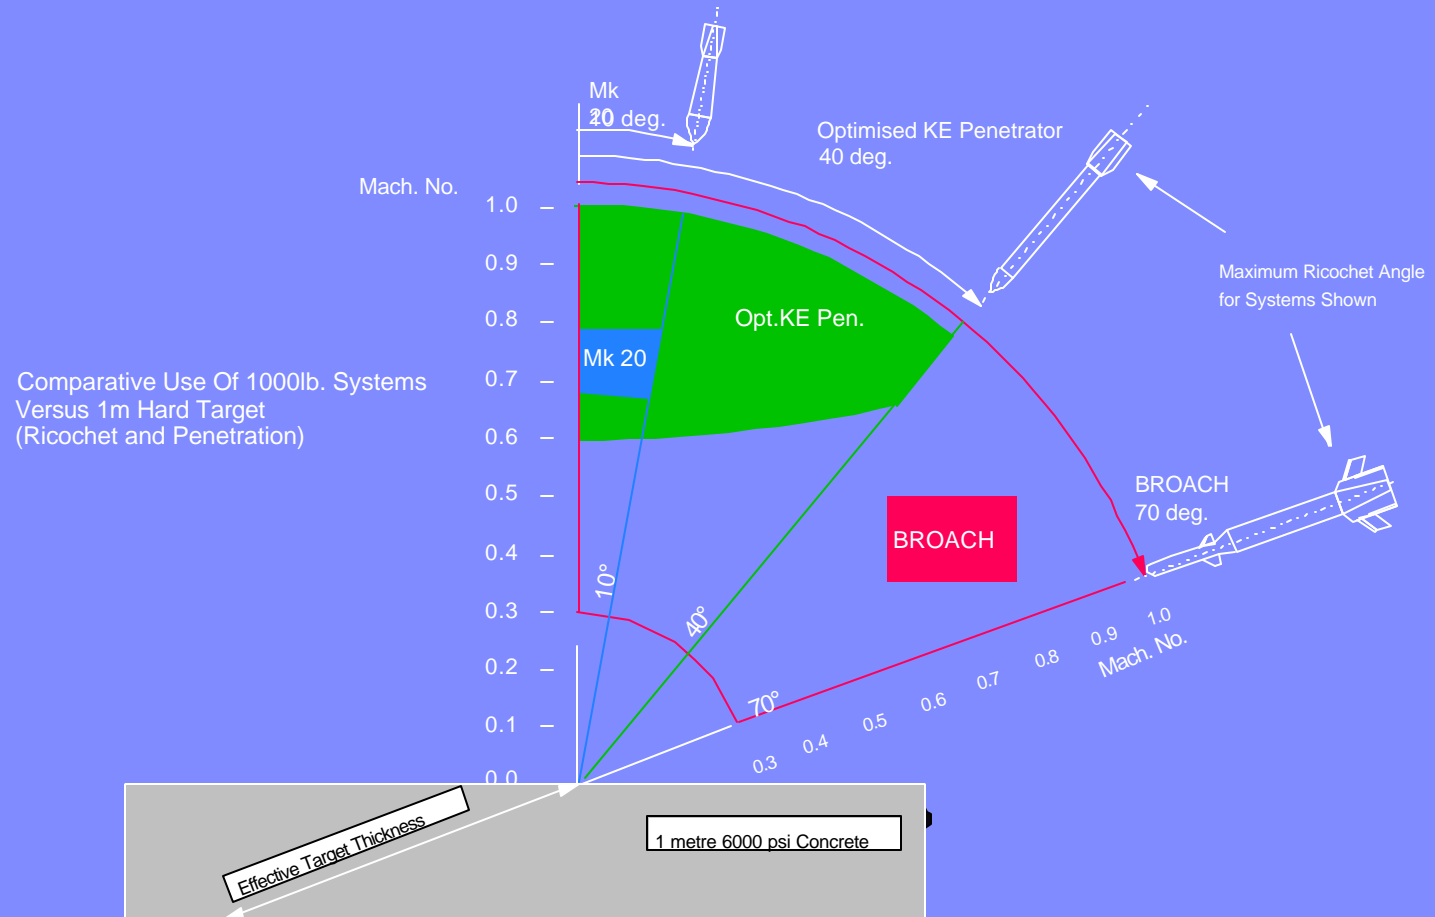 Mk
20
10 deg.
Optimised KE Penetrator
40 deg.
Mach. No.
1.0
0.9
0.8
0.7
0.6
0.5
0.4
0.3
0.2
0.1
0.0
Maximum Ricochet Angle
for Systems Shown
Opt.KE Pen.
Mk 20
Comparative Use Of 1000lb. Systems
Versus 1m Hard Target
(Ricochet and Penetration)
BROACH
70 deg.
BROACH
10°
40°
70°
0.3
0.4
0.5
0.6
0.7
0.8
0.9
1.0
Mach. No.
Effective Target Thickness
1 metre 6000 psi Concrete